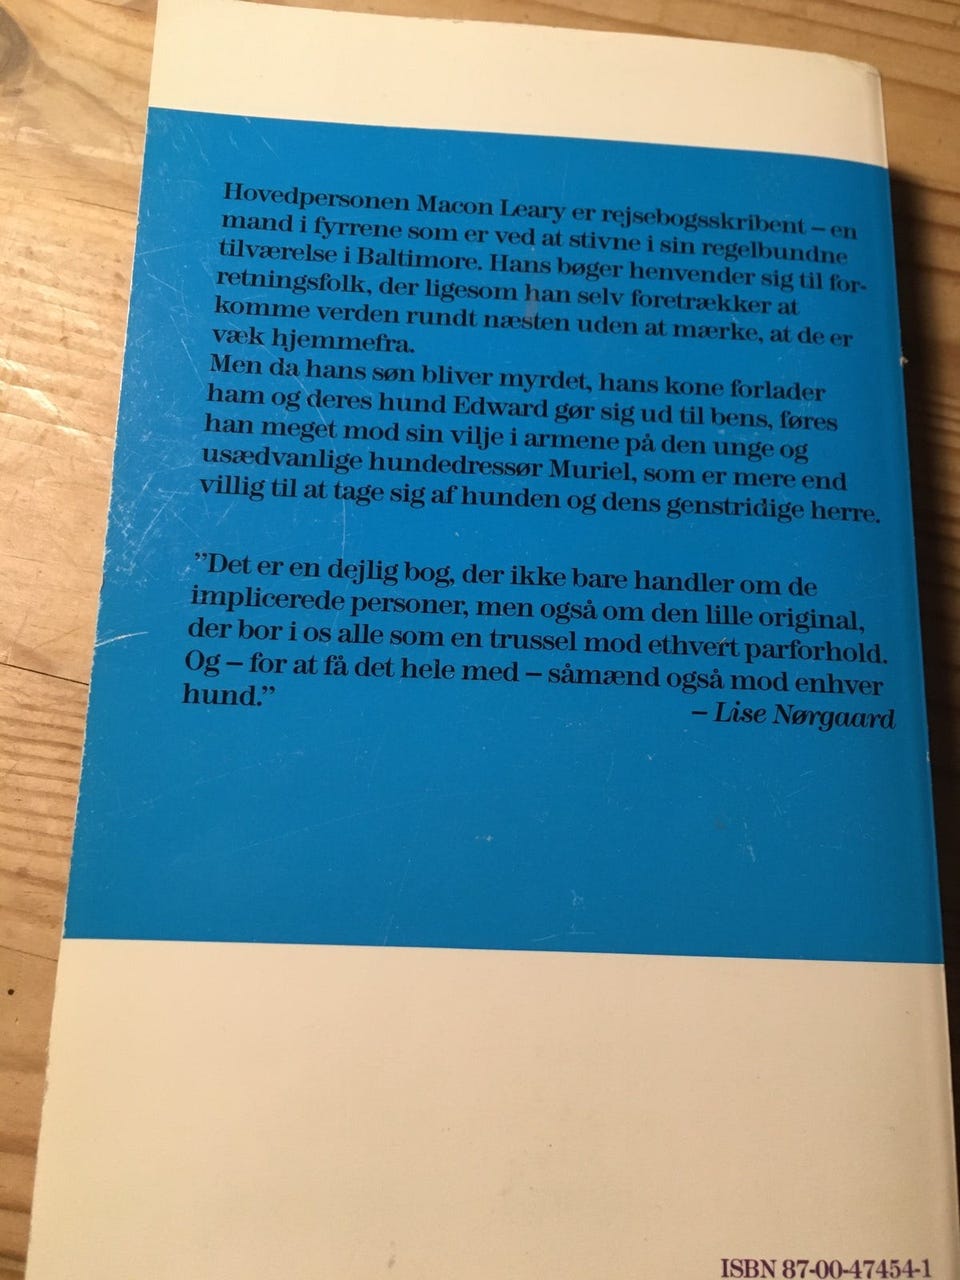 Hovedpersonen Macon Leary er rejsebogsskribent – en
mand i fyrrene som er ved at stivne i sin regelbundne
tilværelse i Baltimore. Hans bøger henvender sig til for-
retningsfolk, der ligesom han selv foretrækker at
komme verden rundt næsten uden at mærke, at de er
væk hjemmefra.
Men da hans søn bliver myrdet, hans kone forlader
ham og deres hund Edward gør sig ud til bens, føres
han meget mod sin vilje i armene på den unge og
usædvanlige hundedressør Muriel, som er mere end
villig til at tage sig af hunden og dens genstridige herre.
”Det er en dejlig bog, der ikke bare handler om de
implicerede personer, men også om den lille original,
der bor i os alle som en trussel mod ethvert parforhold.
Og – for at få det hele med – såmænd også mod enhver
hund.”
– Lise Nørgaard
ISBN 87-00-47454-1